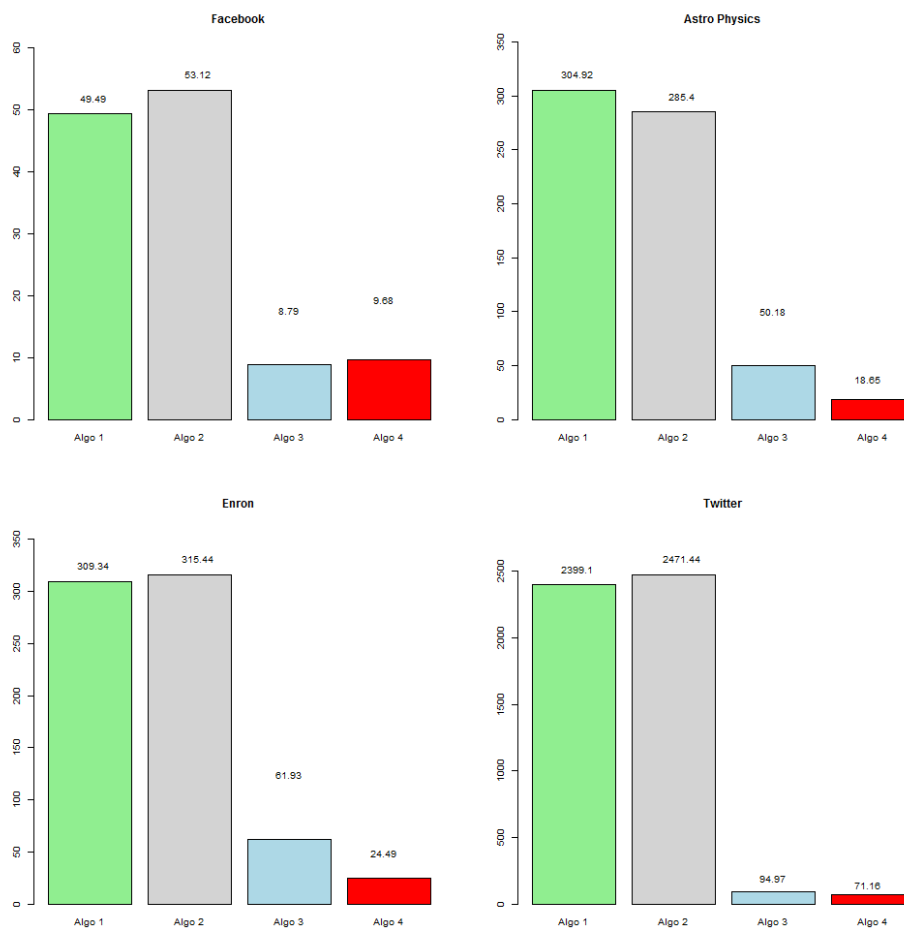 Facebook
60
50
40
30
20
10
0
49.49
53.12
8.79
9.68
Algo 1
Algo 2
Algo 3
Algo 4
Astro Physics
350
300
250
200
150
100
50
0
304.92
285.4
50.18
18.65
Algo 1
Algo 2
Algo 3
Algo 4
Enron
350
300
250
200
150
100
50
0
309.34
315.44
61.93
24.49
Algo 1
Algo 2
Algo 3
Algo 4
Twitter
2500
2000
1500
1000
500
0
2399.1
2471.44
94.97
71.16
Algo 1
Algo 2
Algo 3
Algo 4